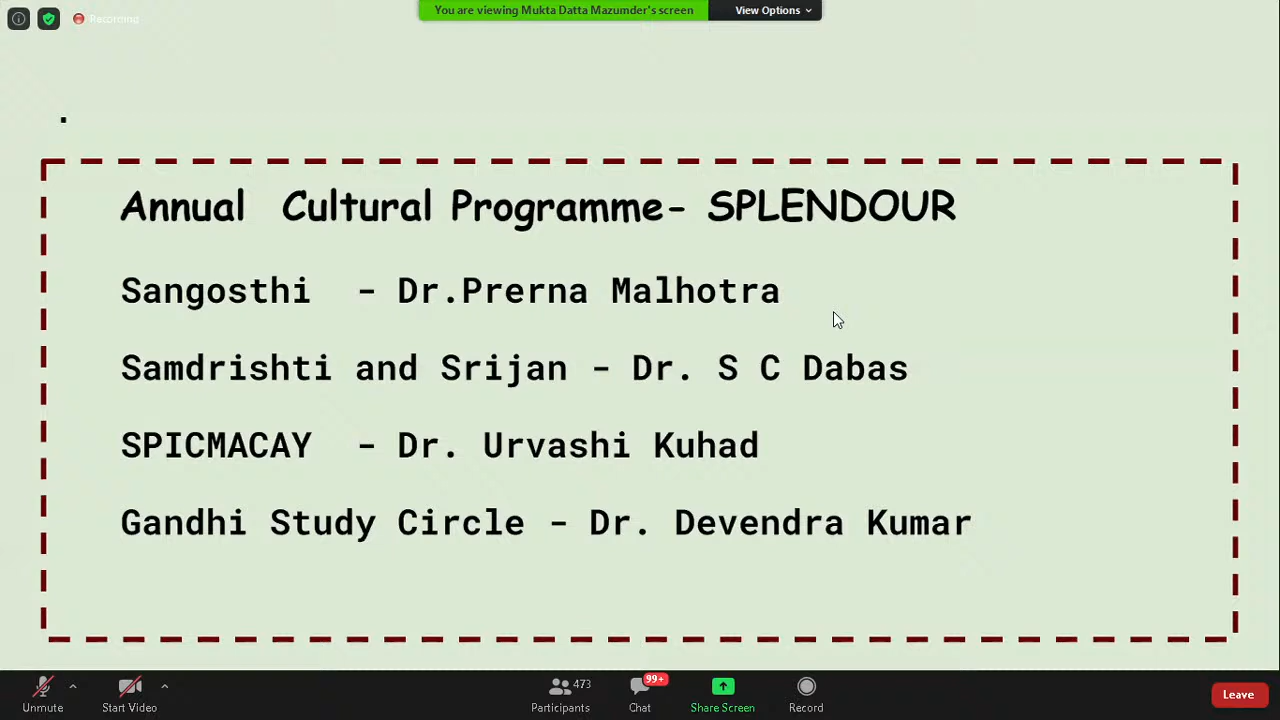 Recording
You are viewing Mukta Datta Mazumder's screen
View Options
.
Annual Cultural Programme- SPLENDOUR
Sangosthi - Dr.Prerna Malhotra
Samdrishti and Srijan - Dr. S C Dabas
SPICMACAY - Dr. Urvashi Kuhad
Gandhi Study Circle - Dr. Devendra Kumar
Unmute
Start Video
473
Participants
99+
Chat
Share Screen
Record
Leave